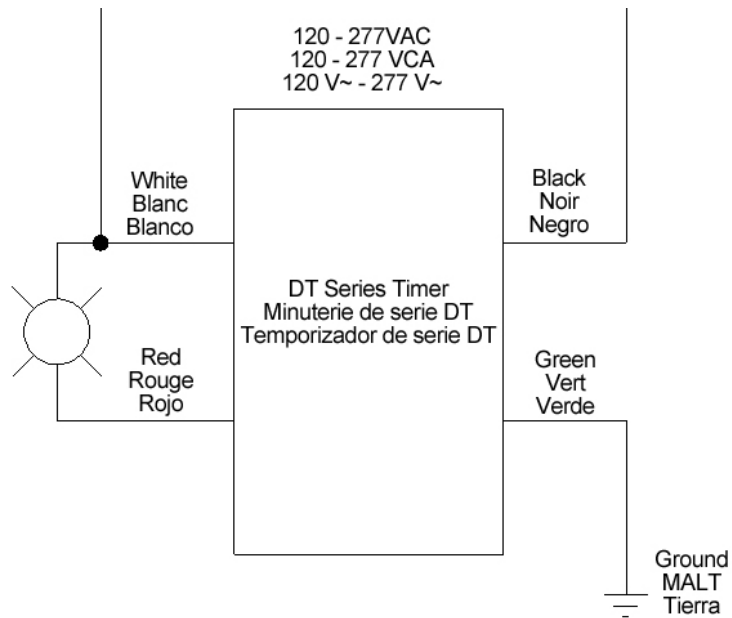 120 - 277VAC
120 - 277 VCA
120 V~ - 277 V~
White
Blanc
Blanco
Black
Noir
Negro
DT Series Timer
Minuterie de serie DT
Temporizador de serie DT
Red
Rouge
Rojo
Green
Vert
Verde
Ground
MALT
Tierra